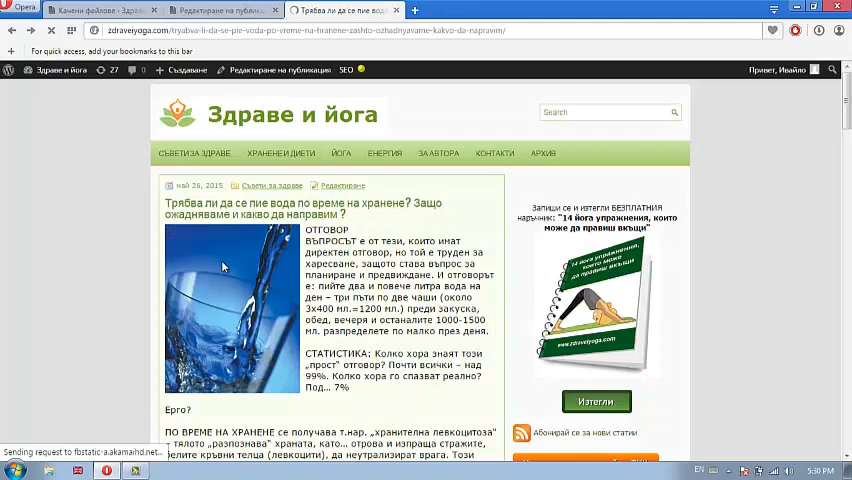 Opera
Качени файлове ‹ Здраве
Редактиране на публикац
Трябва ли да се пие вода
zdraveiyoga.com/tryabva-li-da-se-pie-voda-po-vreme-na-hranene-zashto-ozhadnyavame-kakvo-da-napravim/
For quick access, add your bookmarks to this bar
Здраве и йога
27
0
+ Създаване
Редактиране на публикация
SEO
Привет, Ивайло
Здраве и йога
Search
СЪВЕТИ ЗА ЗДРАВЕ…
ХРАНЕНЕ И ДИЕТИ
ЙОГА
ЕНЕРГИЯ
ЗА АВТОРА
КОНТАКТИ
АРХИВ
май 26, 2015
Съвети за здраве
Редактиране
Трябва ли да се пие вода по време на хранене? Защо
ожадняваме и какво да направим ?
ОТГОВОР
ВЪПРОСЪТ е от тези, които имат
директен отговор, но той е труден за
харесване, защото става въпрос за
планиране и предвиждане. И отговорът
е: пийте два и повече литра вода на
ден – три пъти по две чаши (около
3х400 мл.=1200 мл.) преди закуска,
обед, вечеря и останалите 1000-1500
мл. разпределете по малко през деня.
СТАТИСТИКА: Колко хора знаят този
„прост” отговор? Почти всички – над
99%. Колко хора го спазват реално?
Под… 7%
Ерго?
ПО ВРЕМЕ НА ХРАНЕНЕ се получава т.нар. „хранителна левкоцитоза”
– тялото „разпознава” храната, като… отрова и изпраща стражите,
белите кръвни телца (левкоцити), да неутрализират врага. Този
Запиши се и изтегли БЕЗПЛАТНИЯ
наръчник: "14 йога упражнения, които
може да правиш вкъщи"
14 йога упражнения,
които може
да правиш вкъщи
www.zdraveiyoga.com
Изтегли
Абонирай се за нови статии
Sending request to fbstatic-a.akamaihd.net...
EN
5:30 PM